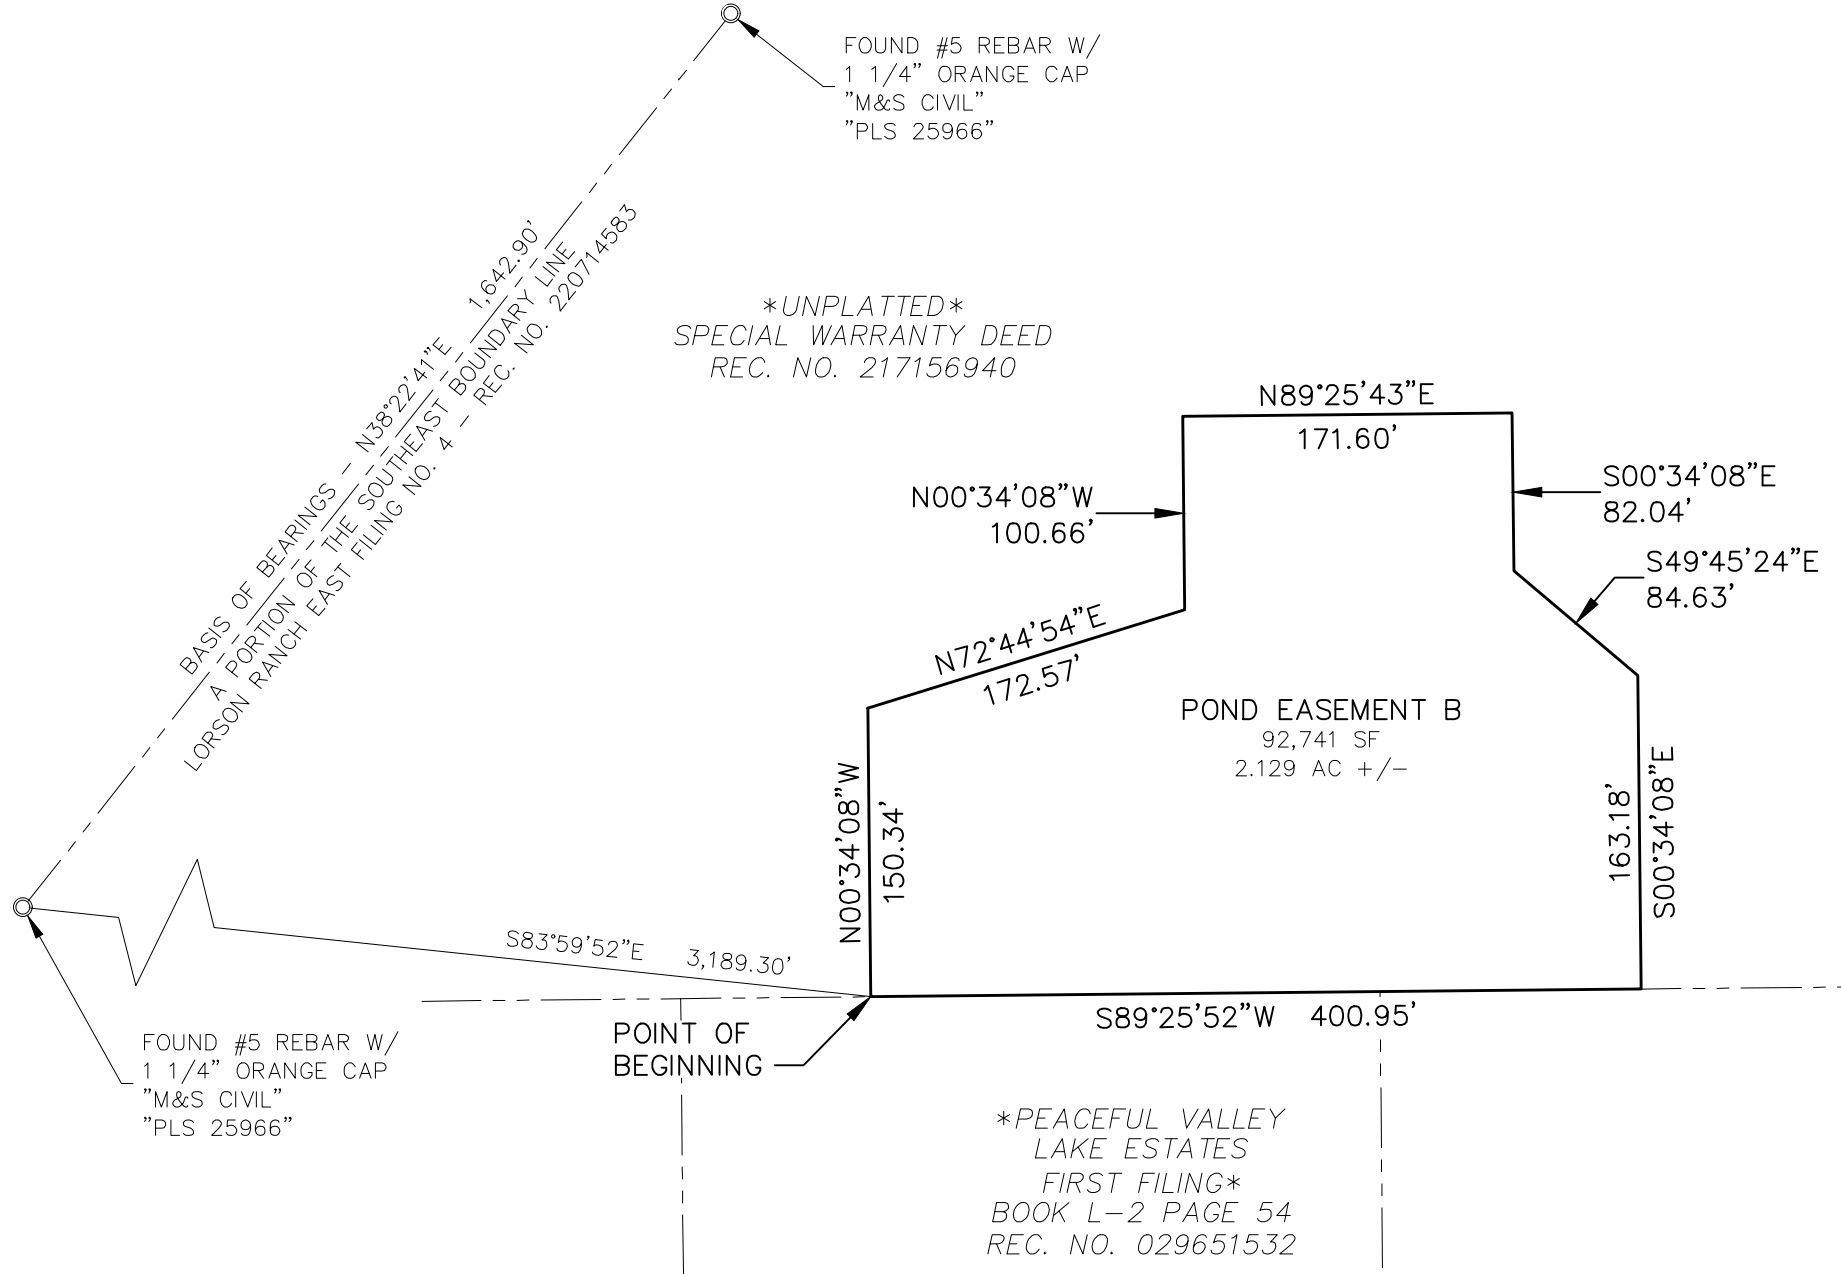 FOUND #5 REBAR W/
1 1/4" ORANGE CAP
"M&S CIVIL"
"PLS 25966"
BASIS OF BEARINGS - N38°22'41"E 1,642.90'
A PORTION OF THE SOUTHEAST BOUNDARY LINE
LORSON RANCH EAST FILING NO. 4 - REC. NO. 220714583
*UNPLATTED*
SPECIAL WARRANTY DEED
REC. NO. 217156940
N89°25'43"E
171.60'
N00°34'08"W
100.66'
S00°34'08"E
82.04'
S49°45'24"E
84.63'
N72°44'54"E
172.57'
POND EASEMENT B
92,741 SF
2.129 AC +/-
N00°34'08"W
150.34'
163.18'
S00°34'08"E
S83°59'52"E 3,189.30'
S89°25'52"W 400.95'
POINT OF
BEGINNING
FOUND #5 REBAR W/
1 1/4" ORANGE CAP
"M&S CIVIL"
"PLS 25966"
*PEACEFUL VALLEY
LAKE ESTATES
FIRST FILING*
BOOK L-2 PAGE 54
REC. NO. 029651532